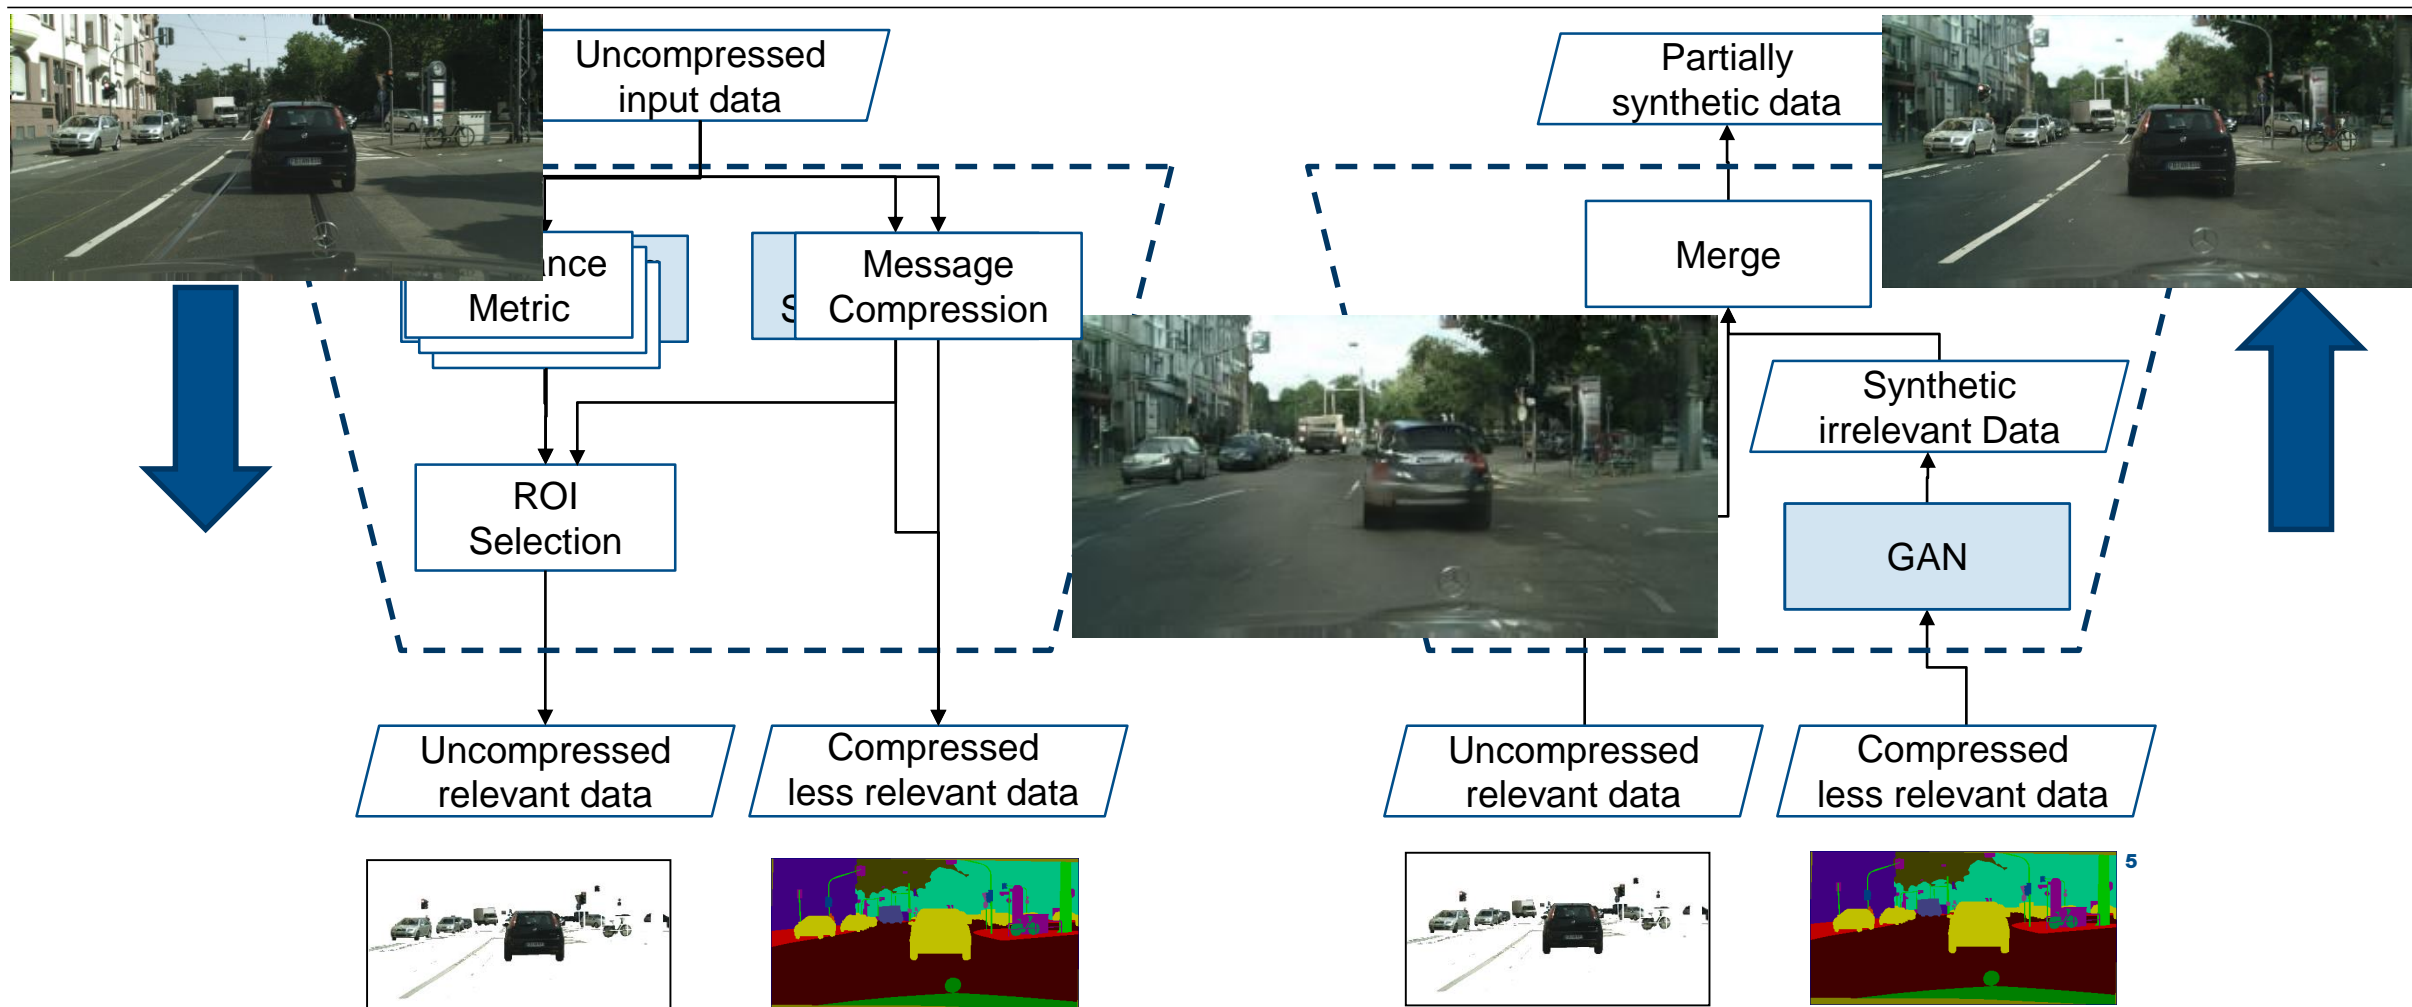 Uncompressed
input data
Metric
Message
Compression
ROI
Selection
Uncompressed
relevant data
Compressed
less relevant data
Partially
synthetic data
Merge
Synthetic
irrelevant Data
GAN
Uncompressed
relevant data
Compressed
less relevant data
5